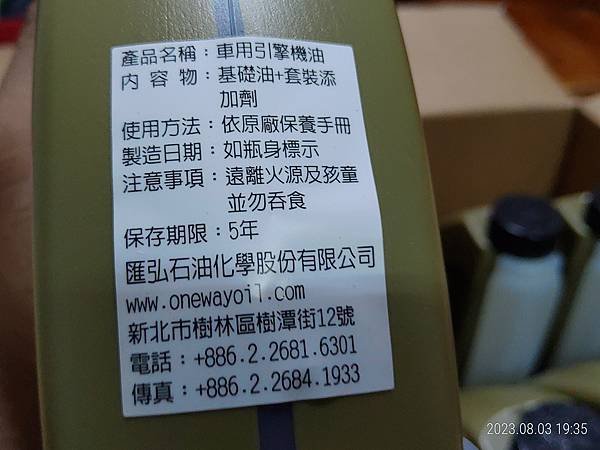 產品名稱：車用引擎機油
內容物：基礎油+套裝添
加劑
使用方法：依原廠保養手冊
製造日期：如瓶身標示
注意事項：遠離火源及孩童
並勿吞食
保存期限：5年
匯弘石油化學股份有限公司
www.onewayoil.com
新北市樹林區樹潭街12號
電話：+886.2.2681.6301
傳真：+886.2.2684.1933
2023.08.03 19:35